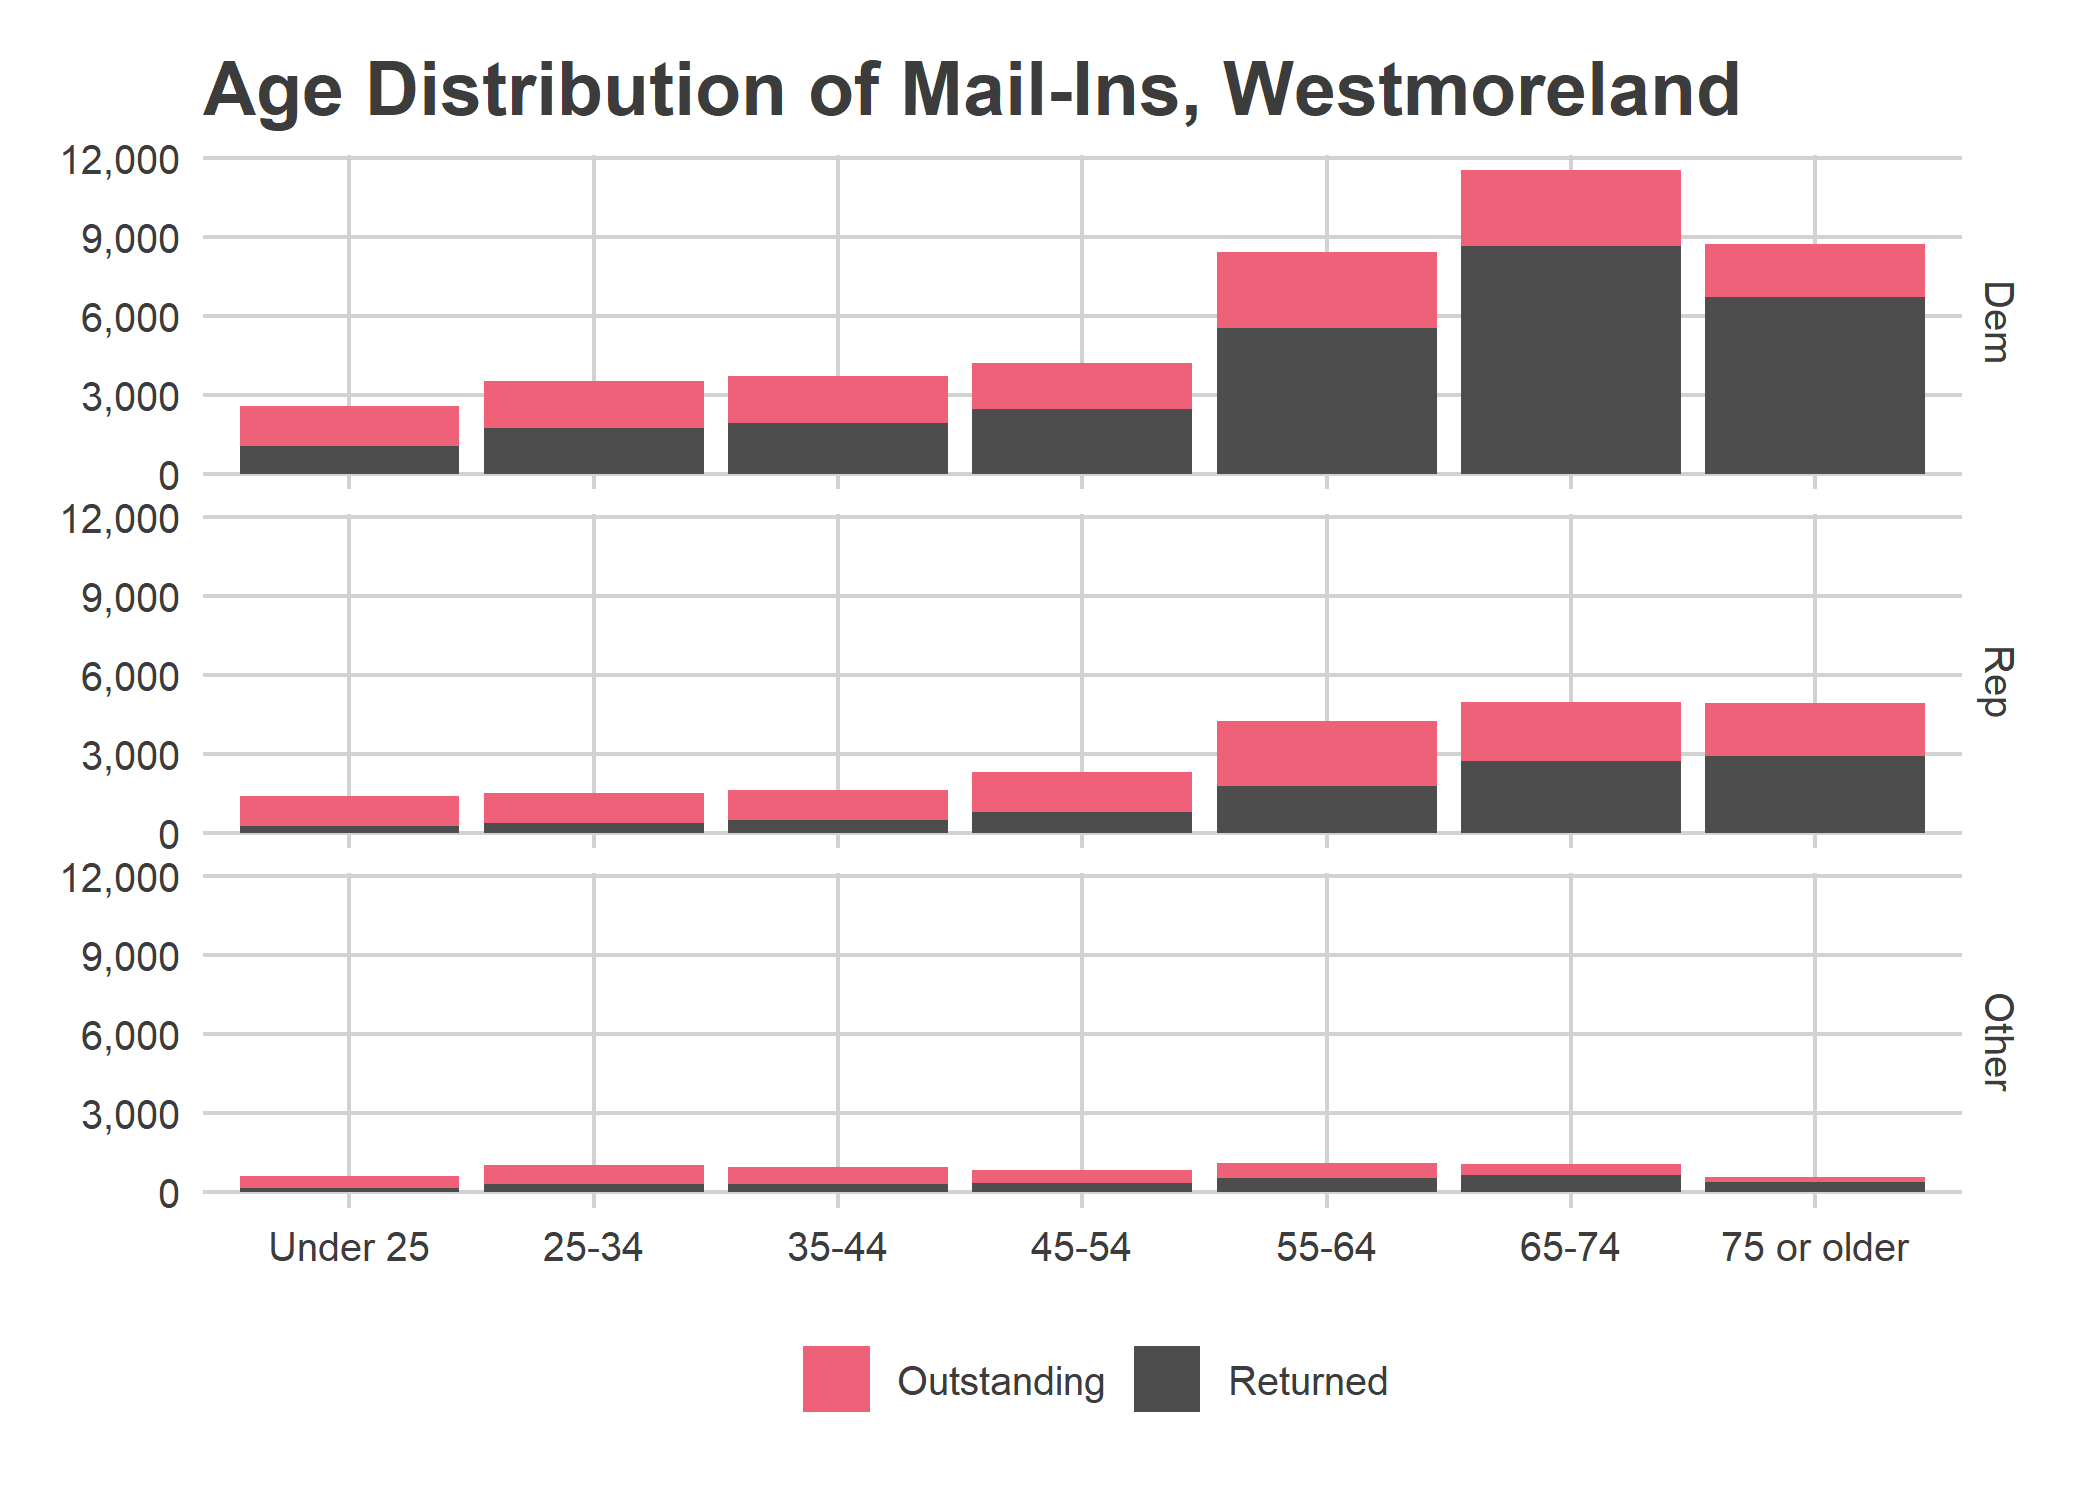 Age Distribution of Mail-Ins, Westmoreland
12,000
9,000
6,000
3,000
0
Dem
12,000
9,000
6,000
3,000
0
Rep
12,000
9,000
6,000
3,000
0
Other
Under 25 25-34 35-44 45-54 55-64 65-74 75 or older
Outstanding Returned